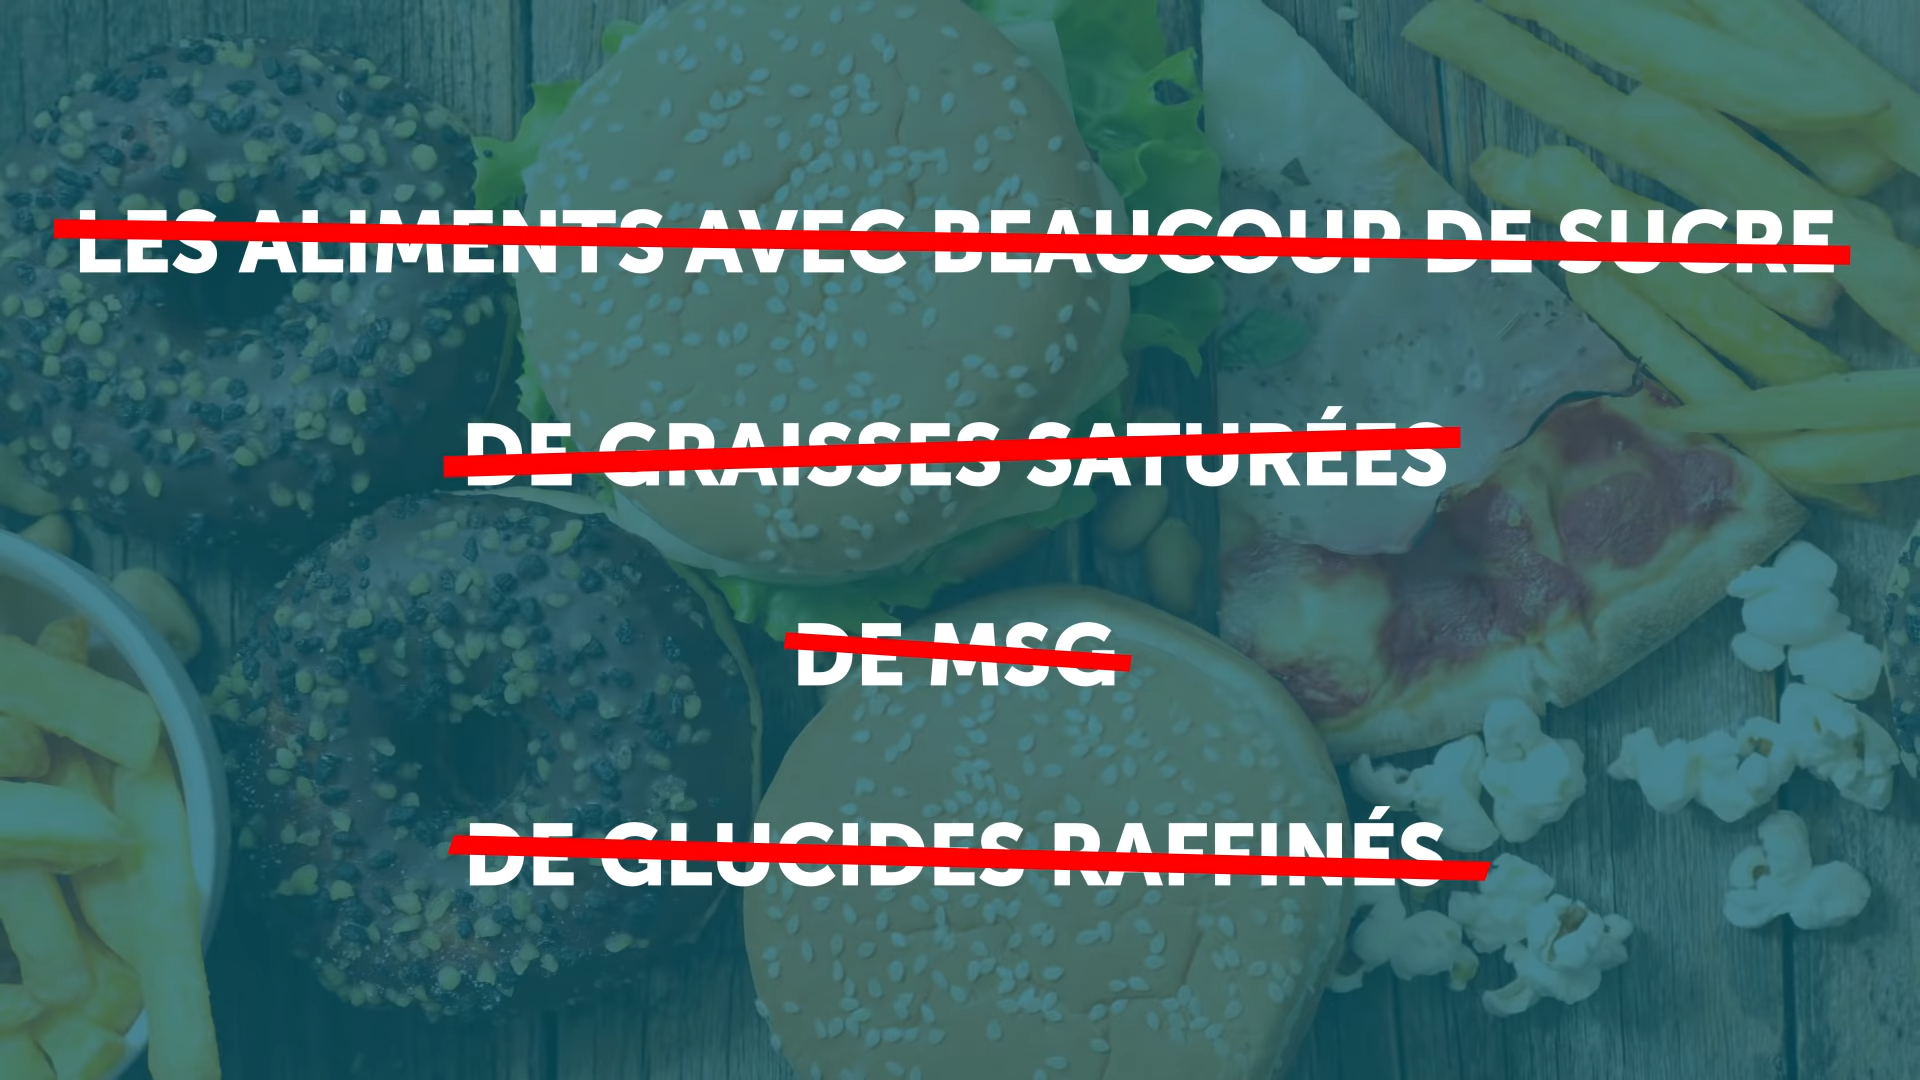 LES ALIMENTS AVEC BEAUCOUP DE SUCRE
DE GRAISSES SATURÉES
DE MSG
DE GLUCIDES RAFFINÉS